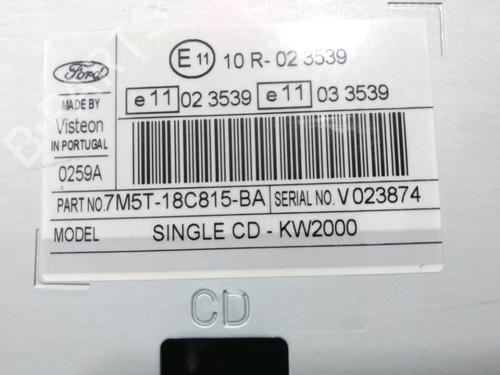 Ford
E 11 10 R- 02 3539
e 11 02 3539 e 11 03 3539
MADE BY
Visteon
IN PORTUGAL
0259A
PART NO. 7M5T-18C815-BA SERIAL NO. V 023874
MODEL SINGLE CD - KW2000
CD